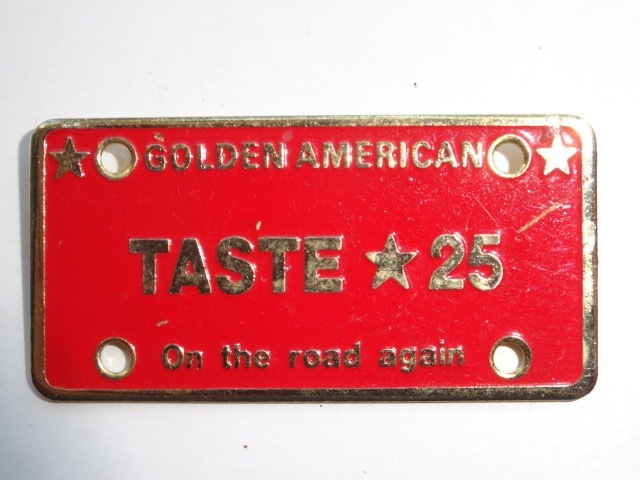 GOLDEN AMERICAN
TASTE ★ 25
On the road again